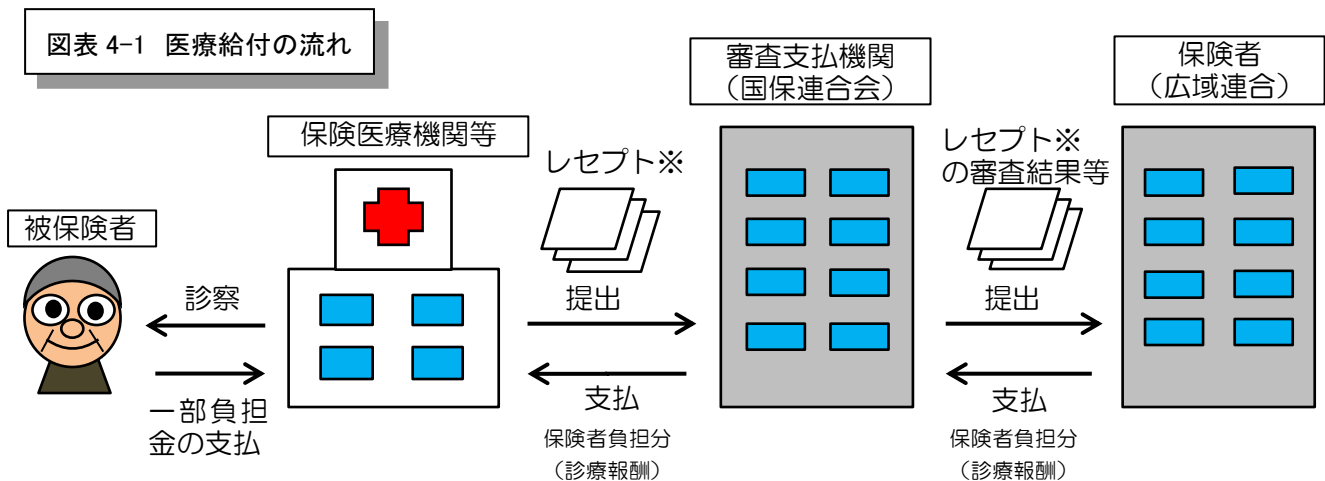 図表 4-1 医療給付の流れ
被保険者
診察
一部負担
金の支払
保険医療機関等
レセプト※
提出
支払
保険者負担分
（診療報酬）
審査支払機関
（国保連合会）
レセプト※
の審査結果等
提出
支払
保険者負担分
（診療報酬）
保険者
（広域連合）